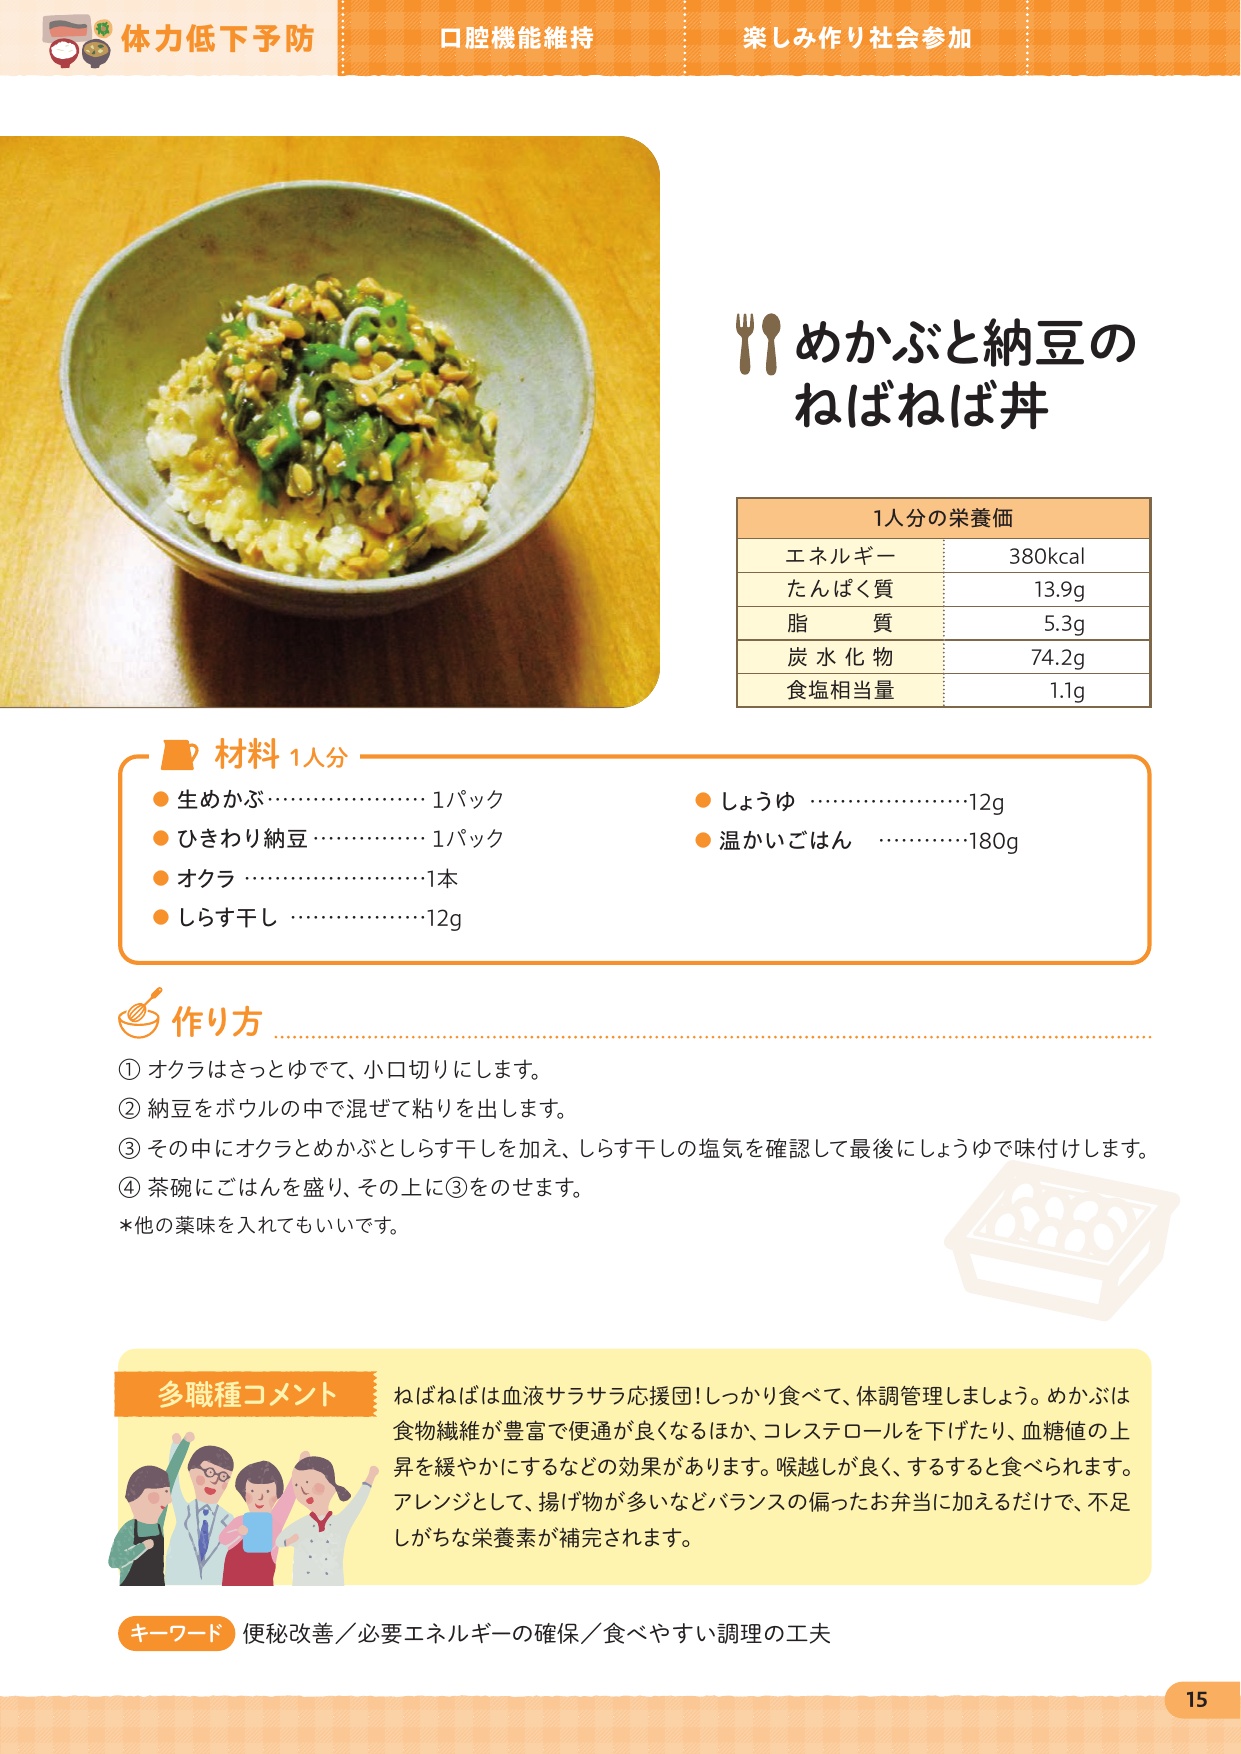 体力低下予防
口腔機能維持
楽しみ作り社会参加
めかぶと納豆の
ねばねば丼
1人分の栄養価
エネルギー 380kcal
たんぱく質 13.9g
脂質 5.3g
炭水化物 74.2g
食塩相当量 1.1g
材料 1人分
● 生めかぶ…………………1パック
● ひきわり納豆……………1パック
● オクラ……………………1本
● しらす干し………………12g
● しょうゆ…………………12g
● 温かいごはん…………180g
作り方
① オクラはさっとゆでて、小口切りにします。
② 納豆をボウルの中で混ぜて粘りを出します。
③ その中にオクラとめかぶとしらす干しを加え、しらす干しの塩気を確認して最後にしょうゆで味付けします。
④ 茶碗にごはんを盛り、その上に③をのせます。
＊他の薬味を入れてもいいです。
多職種コメント
ねばねばは血液サラサラ応援団！しっかり食べて、体調管理しましょう。めかぶは
食物繊維が豊富で便通が良くなるほか、コレステロールを下げたり、血糖値の上
昇を緩やかにするなどの効果があります。喉越しが良く、するすると食べられます。
アレンジとして、揚げ物が多いなどバランスの偏ったお弁当に加えるだけで、不足
しがちな栄養素が補完されます。
キーワード 便秘改善／必要エネルギーの確保／食べやすい調理の工夫
15